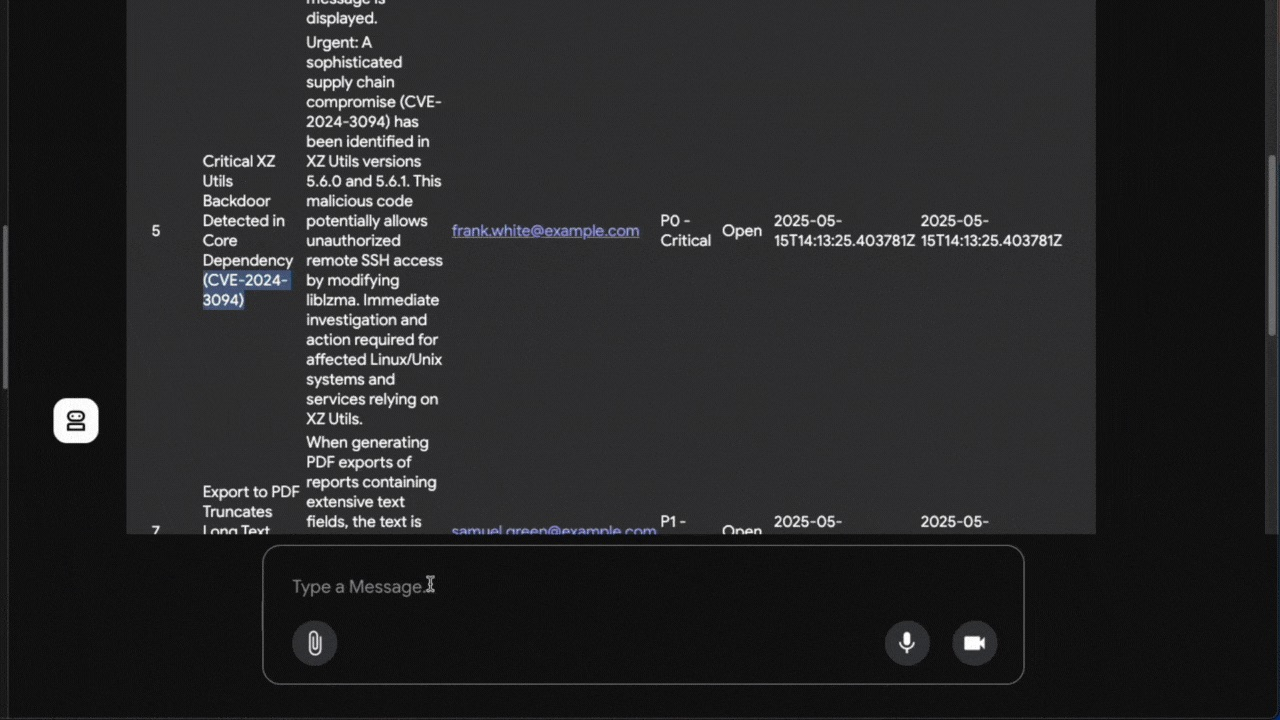 message is
displayed.
5
Critical XZ
Utils
Backdoor
Detected in
Core
Dependency
(CVE-2024-
3094)
Urgent: A
sophisticated
supply chain
compromise (CVE-
2024-3094) has
been identified in
XZ Utils versions
5.6.0 and 5.6.1. This
malicious code
potentially allows
unauthorized
remote SSH access
by modifying
liblzma. Immediate
investigation and
action required for
affected Linux/Unix
systems and
services relying on
XZ Utils.
frank.white@example.com
P0 -
Critical
Open
2025-05-
15T14:13:25.403781Z
2025-05-
15T14:13:25.403781Z
7
Export to PDF
Truncates
Long Text
When generating
PDF exports of
reports containing
extensive text
fields, the text is
samuel.green@example.com
P1 -
Open
2025-05-
2025-05-
Type a Message.